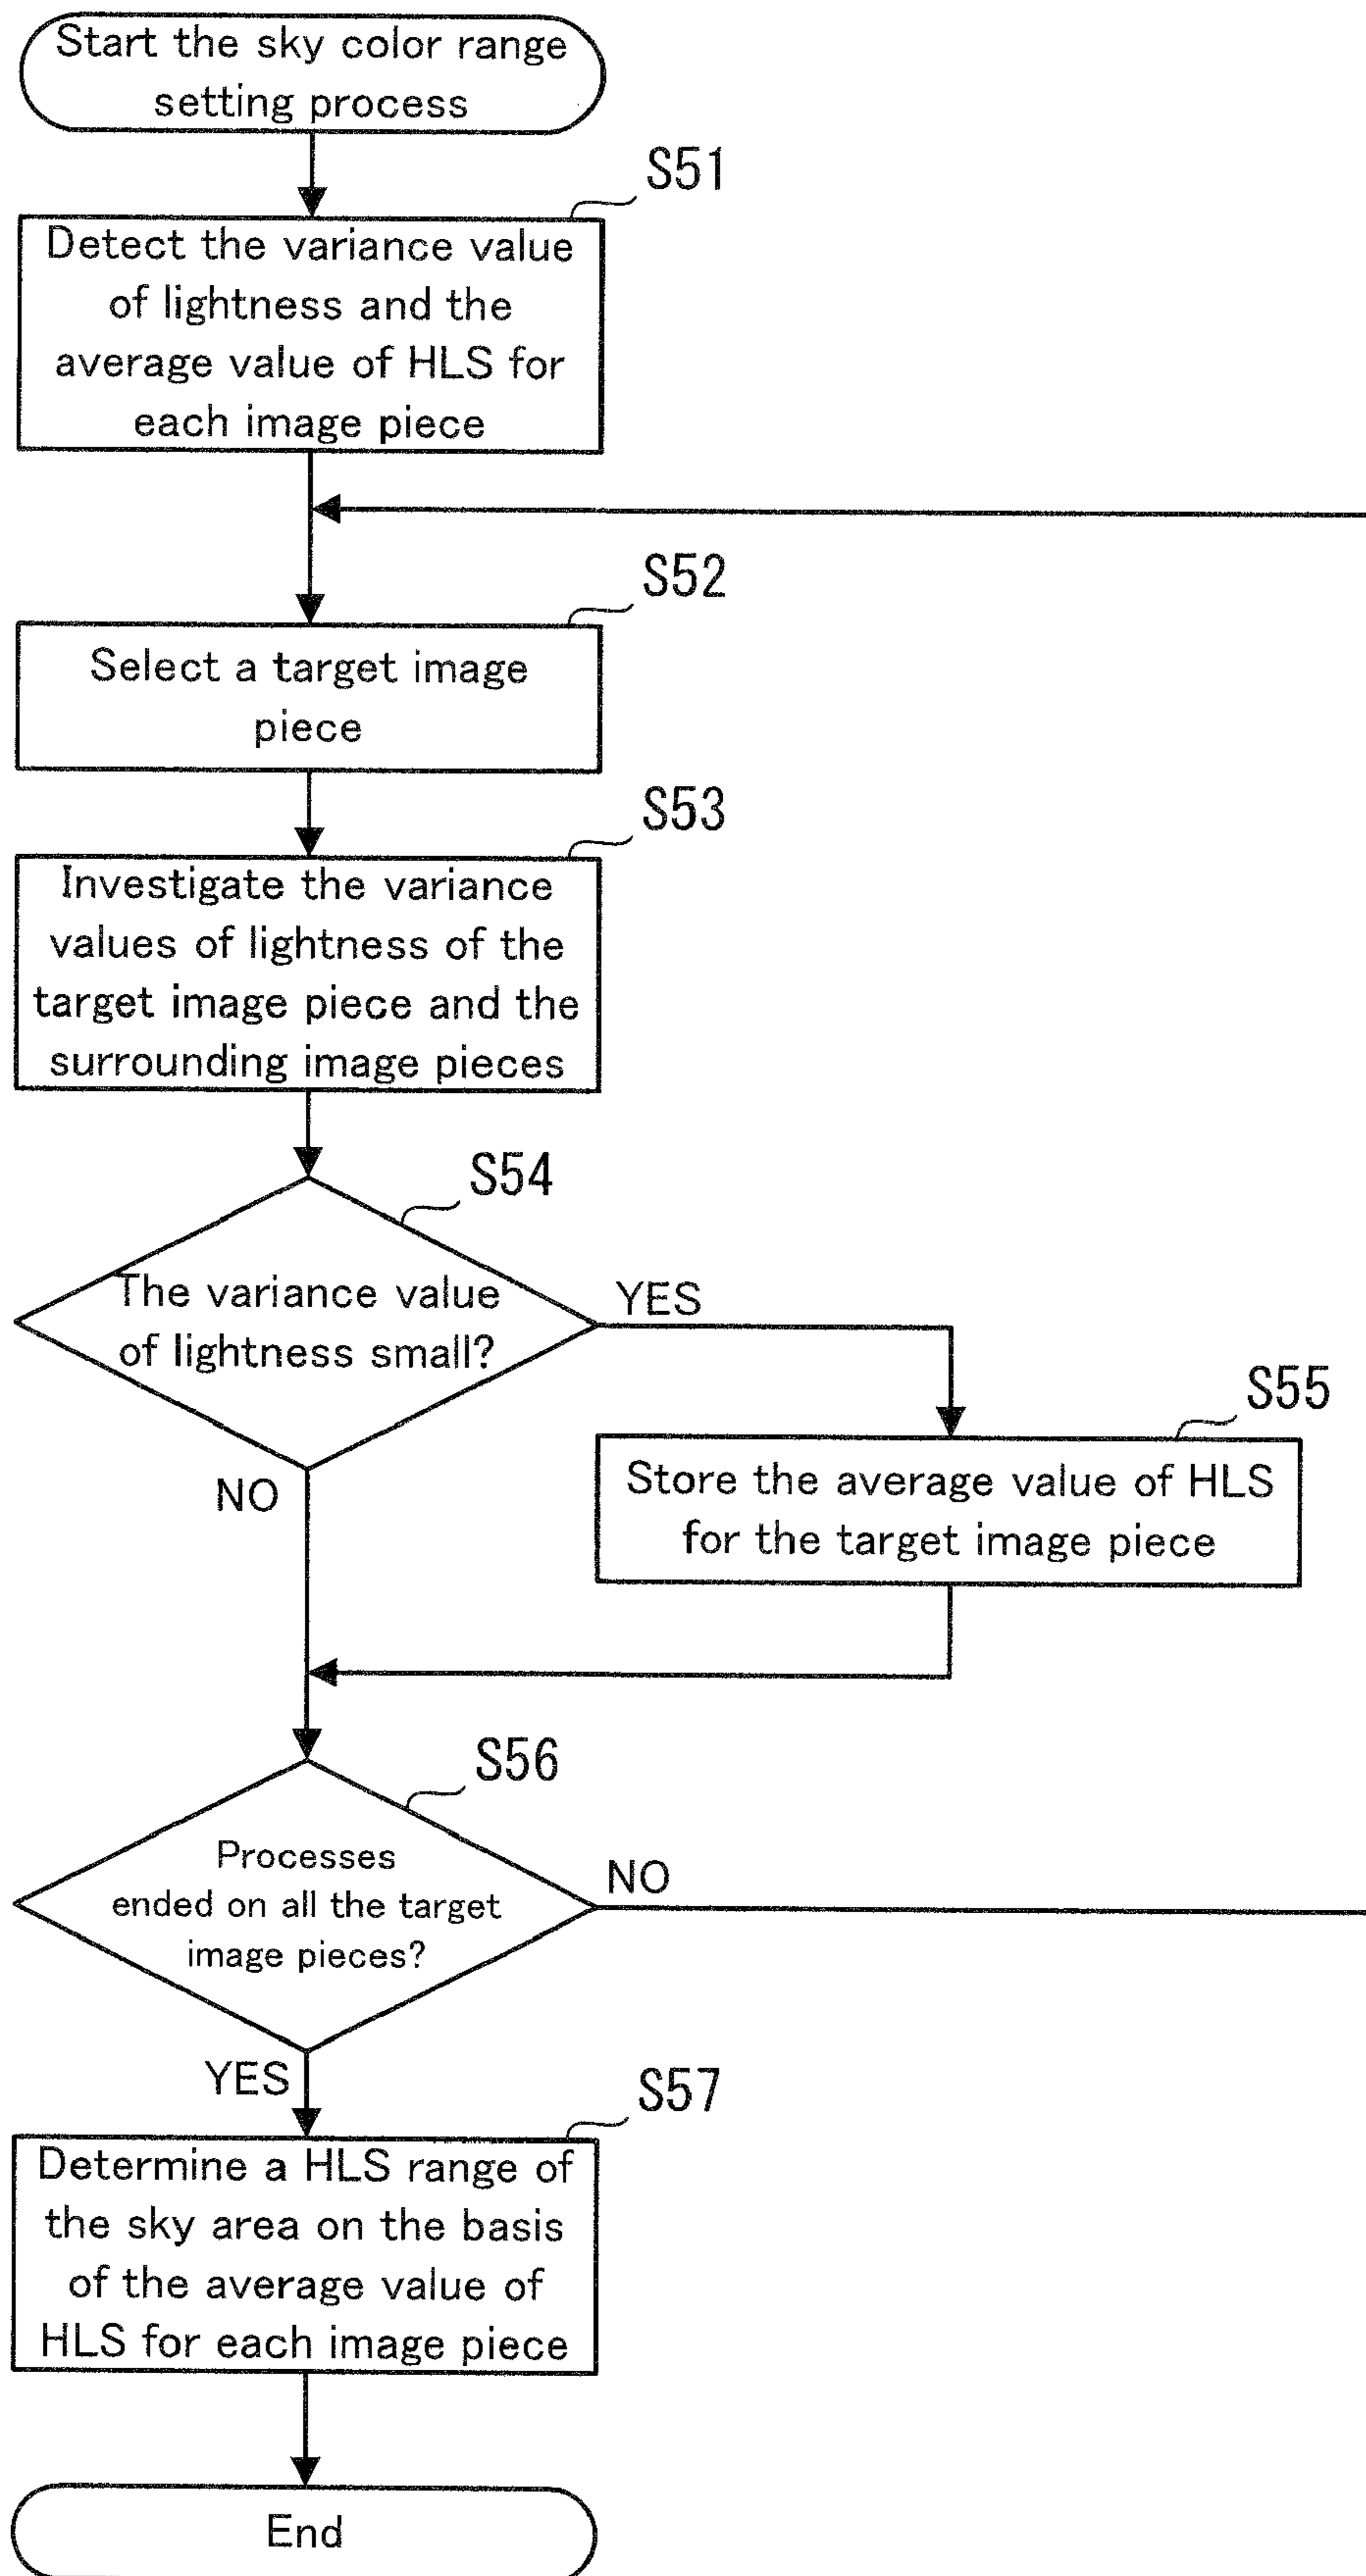 Start the sky color range
setting process
S51
Detect the variance value
of lightness and the
average value of HLS for
each image piece
S52
Select a target image
piece
S53
Investigate the variance
values of lightness of the
target image piece and the
surrounding image pieces
S54
The variance value
of lightness small?
YES
S55
Store the average value of HLS
for the target image piece
NO
S56
Processes
ended on all the target
image pieces?
NO
YES
S57
Determine a HLS range of
the sky area on the basis
of the average value of
HLS for each image piece
End